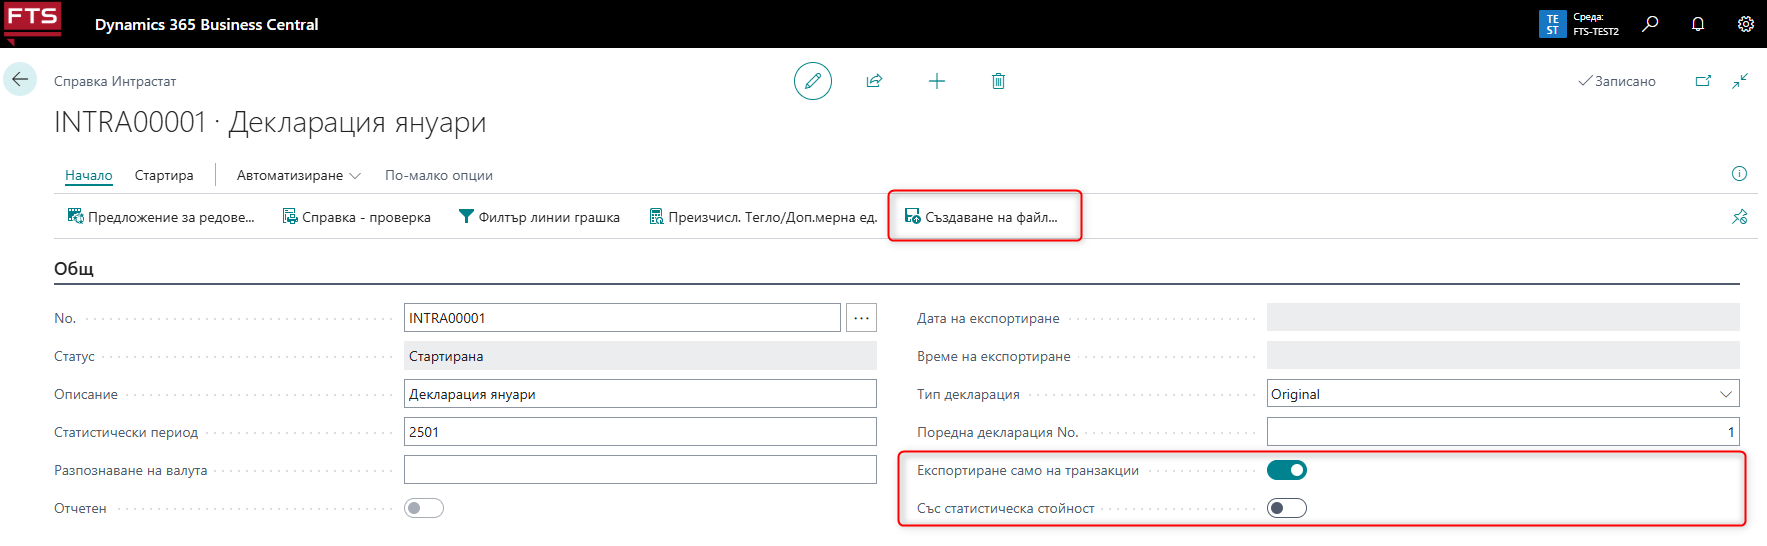 FTS
Dynamics 365 Business Central
TE
ST
Среда:
FTS-TEST2
Справка Интрастат
Записано
INTRA00001 · Декларация януари
Начало
Стартира
Автоматизиране
По-малко опции
Предложение за редове...
Справка - проверка
Филтър линии грашка
Преизчисл. Тегло/Доп.мерна ед.
Създаване на файл...
Общ
No.
INTRA00001
...
Дата на експортиране
Статус
Стартирана
Време на експортиране
Описание
Декларация януари
Тип декларация
Original
Статистически период
2501
Поредна декларация No.
1
Разпознаване на валута
Експортиране само на транзакции
Отчетен
Със статистическа стойност